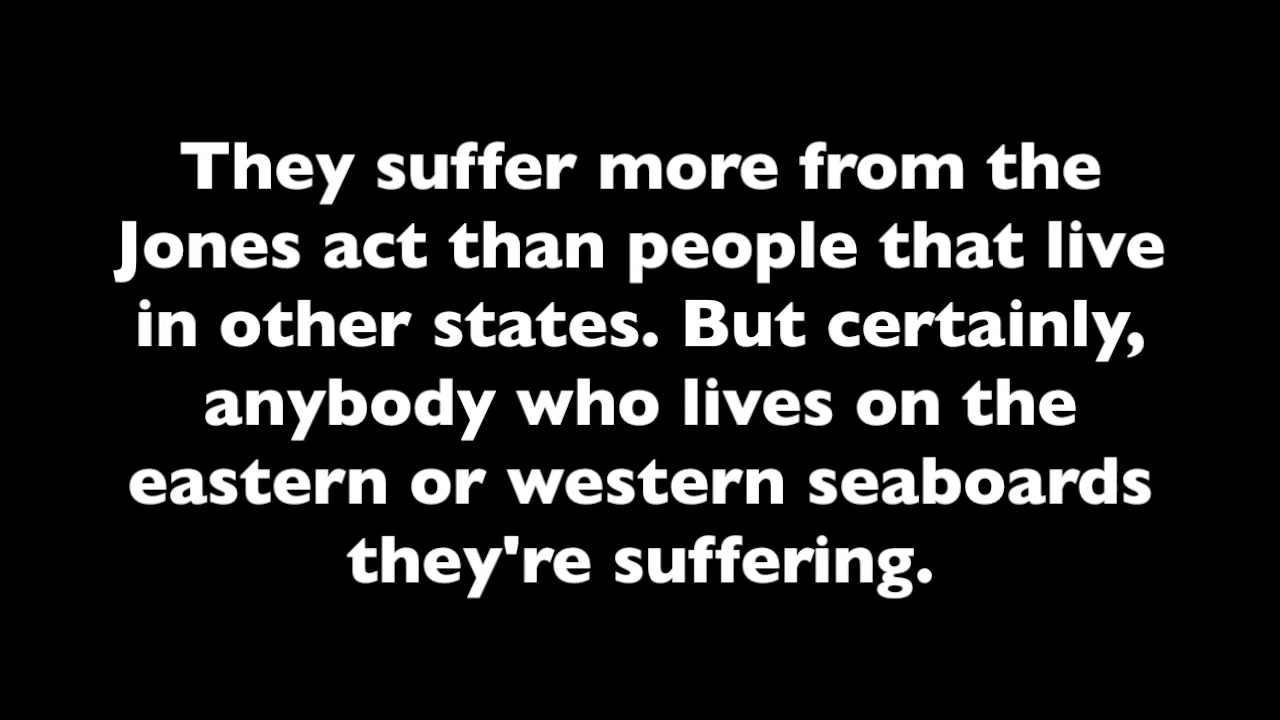 They suffer more from the
Jones act than people that live
in other states. But certainly,
anybody who lives on the
eastern or western seaboards
they're suffering.